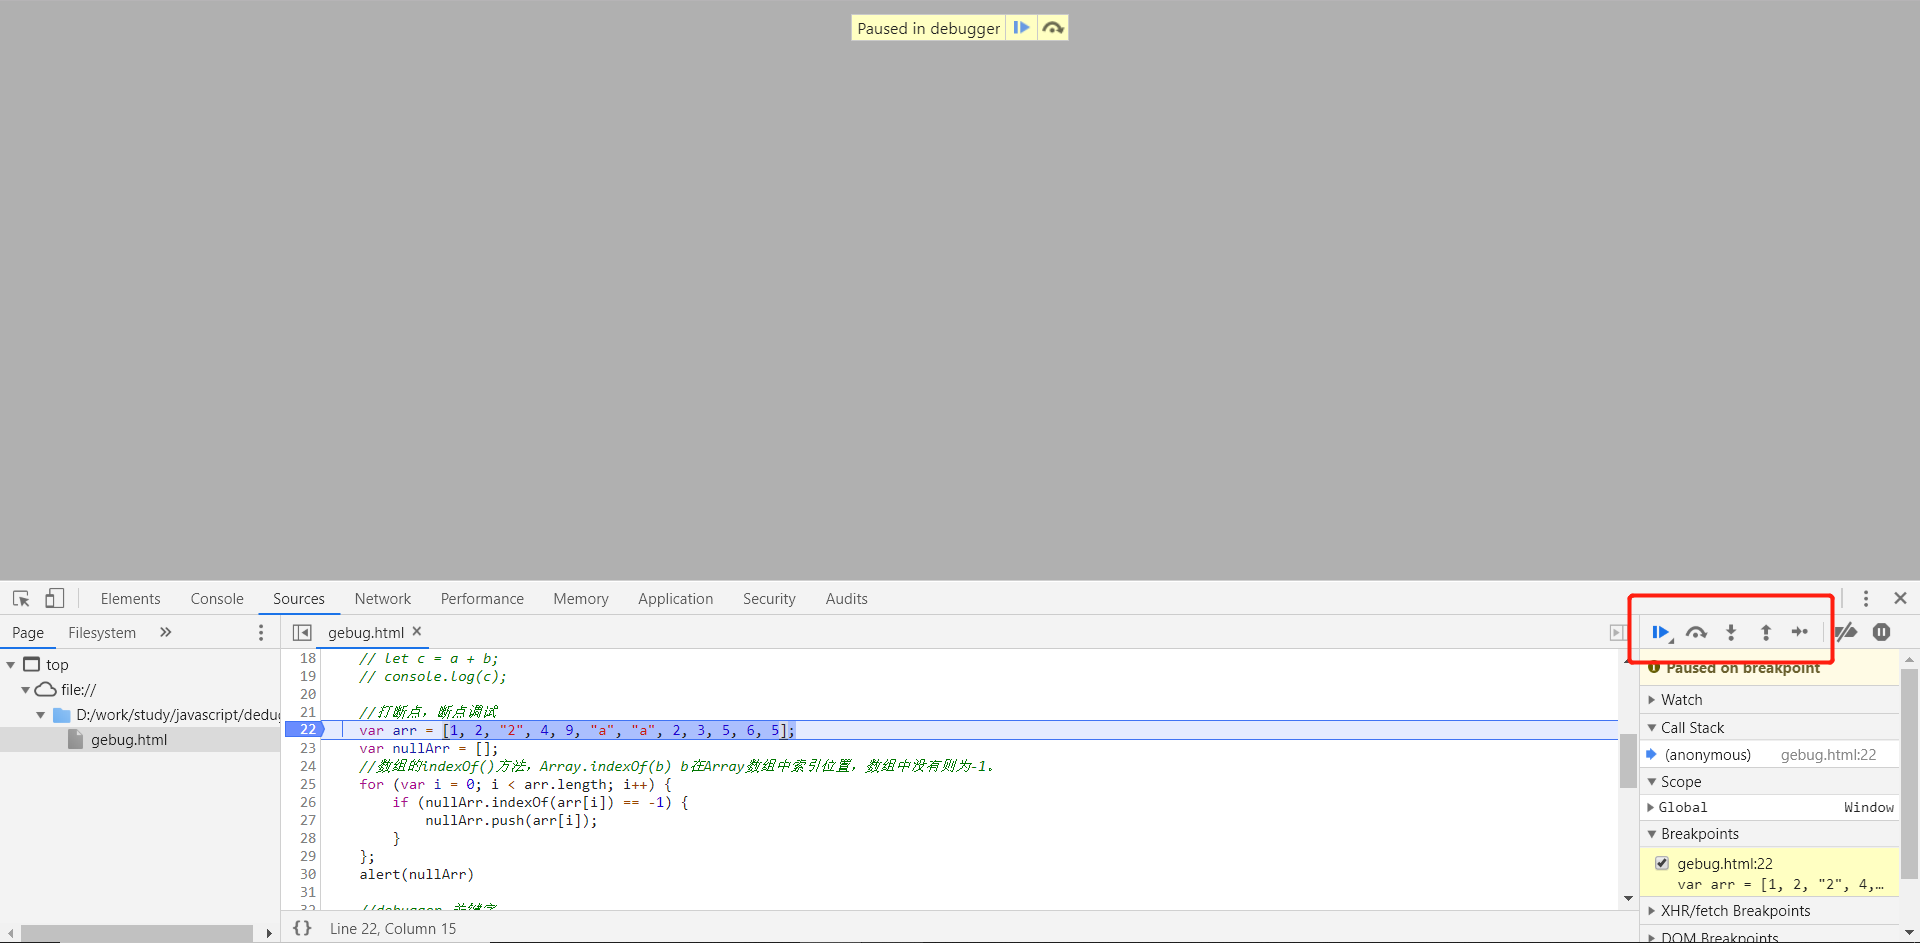 Paused in debugger
Elements Console Sources Network Performance Memory Application Security Audits
Page Filesystem »
gebug.html ×
top
file://
D:/work/study/javascript/dedug
gebug.html
18 // let c = a + b;
19 // console.log(c);
20
21 //打断点，断点调试
22 var arr = [1, 2, "2", 4, 9, "a", "a", 2, 3, 5, 6, 5];
23 var nullArr = [];
24 //数组的indexOf()方法，Array.indexOf(b) b在Array数组中索引位置，数组中没有则为-1。
25 for (var i = 0; i < arr.length; i++) {
26 if (nullArr.indexOf(arr[i]) == -1) {
27 nullArr.push(arr[i]);
28 }
29 };
30 alert(nullArr)
31
32 //debugger 关键字
{} Line 22, Column 15
Paused on breakpoint
Watch
Call Stack
(anonymous) gebug.html:22
Scope
Global Window
Breakpoints
gebug.html:22
var arr = [1, 2, "2", 4,…
XHR/fetch Breakpoints
DOM Breakpoints